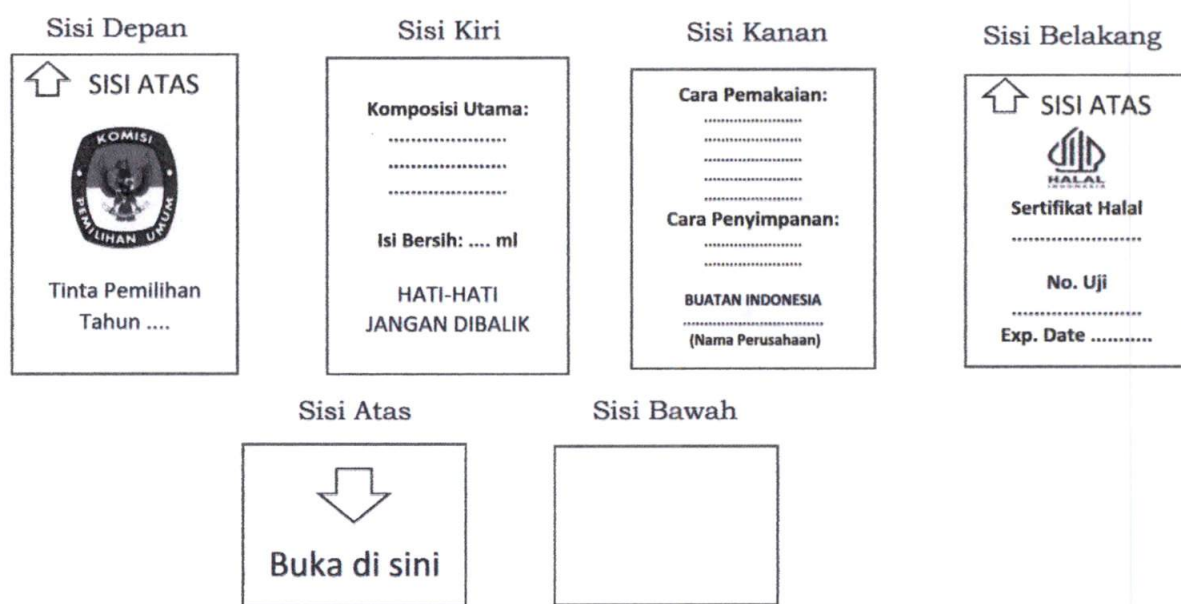 Sisi Depan
SISI ATAS
KOMISI
PEMILIHAN UMUM
Tinta Pemilihan
Tahun ....
Sisi Kiri
Komposisi Utama:
.....................
.....................
.....................
Isi Bersih: .... ml
HATI-HATI
JANGAN DIBALIK
Sisi Kanan
Cara Pemakaian:
.....................
.....................
.....................
.....................
.....................
Cara Penyimpanan:
.....................
.....................
BUATAN INDONESIA
..............................
(Nama Perusahaan)
Sisi Belakang
SISI ATAS
HALAL
INDONESIA
Sertifikat Halal
.......................
No. Uji
.......................
Exp. Date ...........
Sisi Atas
Buka di sini
Sisi Bawah